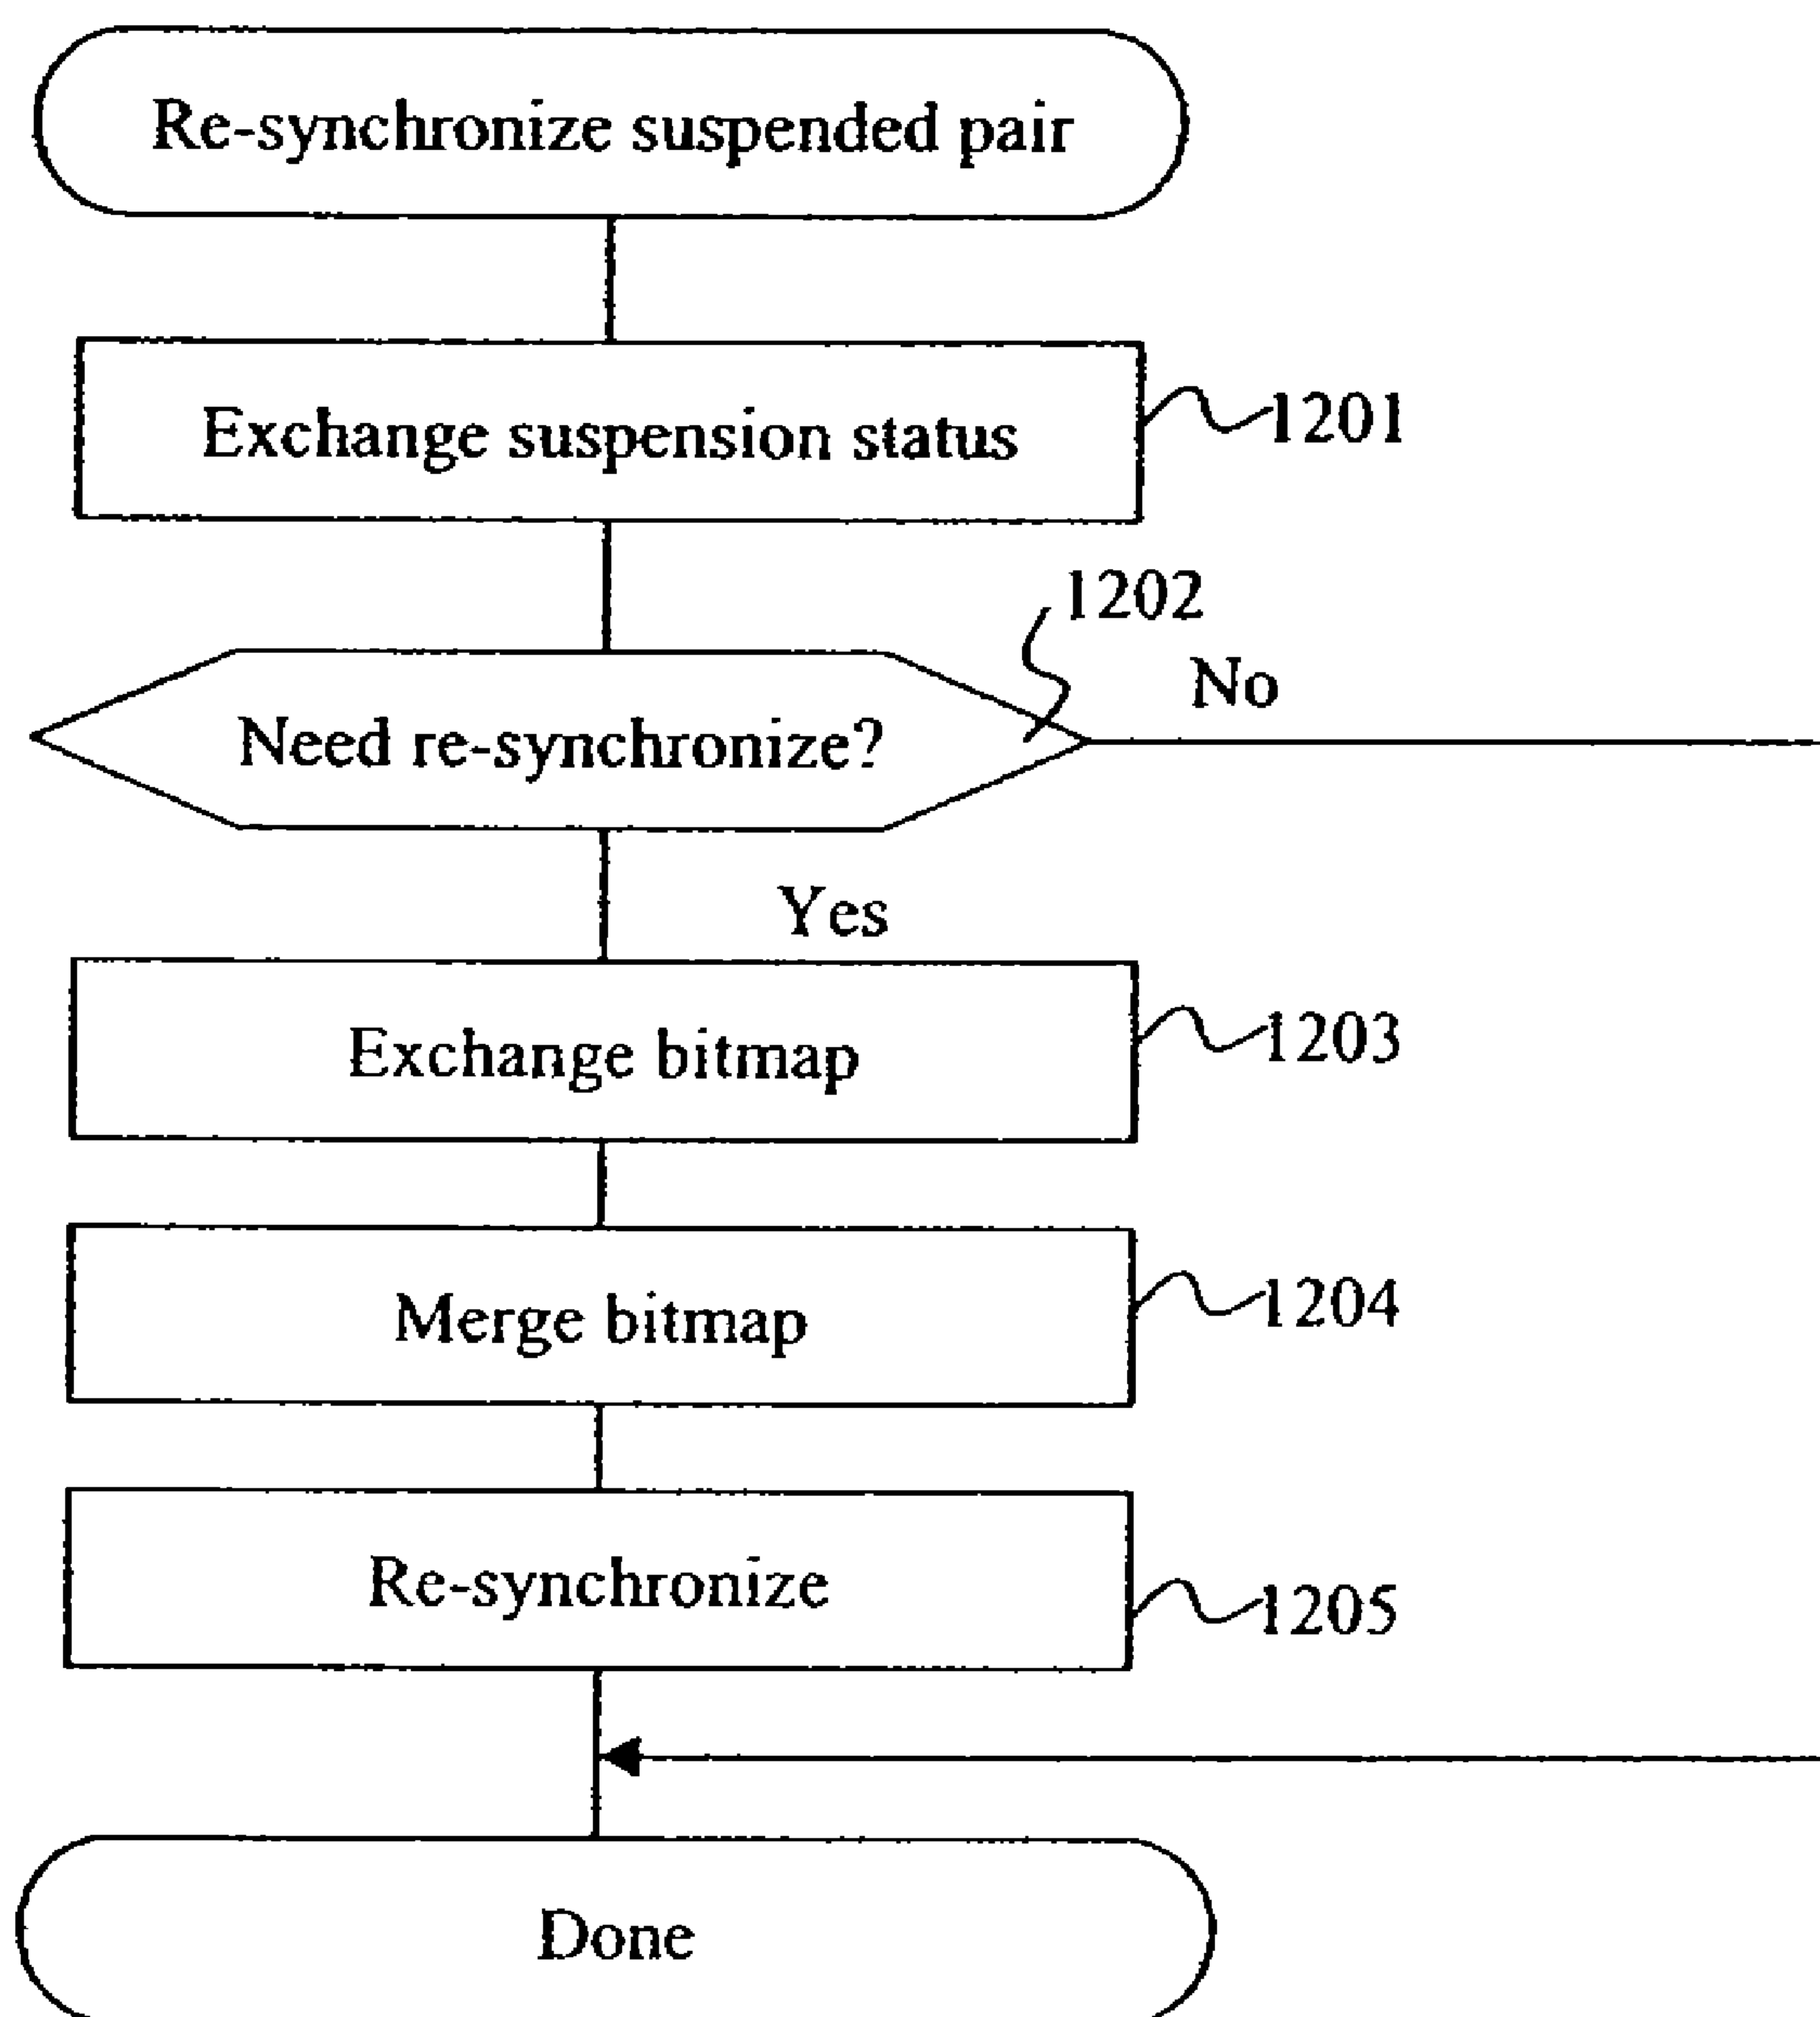 Re-synchronize suspended pair
Exchange suspension status
1201
1202
Need re-synchronize?
No
Yes
Exchange bitmap
1203
Merge bitmap
1204
Re-synchronize
1205
Done